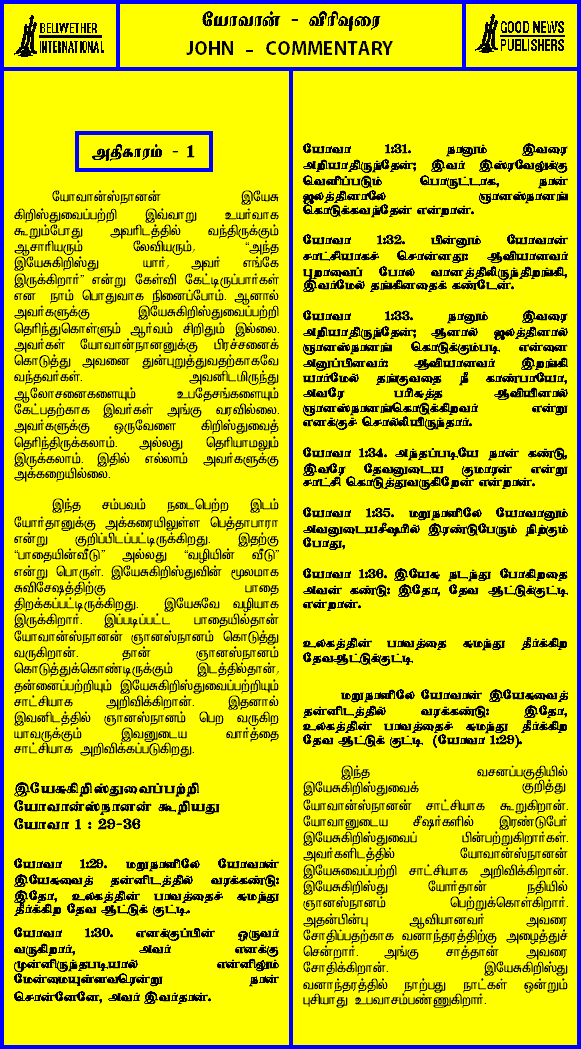 BELWETHER
INTERNATIONAL
யோவான் - விரிவுரை
JOHN - COMMENTARY
GOOD NEWS
PUBLISHERS
அதிகாரம் - 1
யோவான்ஸ்நானன் இயேசு
கிறிஸ்துவைப்பற்றி இவ்வாறு உயர்வாக
கூறும்போது அவரிடத்தில் வந்திருக்கும்
ஆசாரியரும் லேவியரும், “அந்த
இயேசுகிறிஸ்து யார், அவர் எங்கே
இருக்கிறார்” என்று கேள்வி கேட்டிருப்பார்கள்
என நாம் பொதுவாக நினைப்போம். ஆனால்
அவர்களுக்கு இயேசுகிறிஸ்துவைப்பற்றி
தெரிந்துகொள்ளும் ஆர்வம் சிறிதும் இல்லை.
அவர்கள் யோவான்நானனுக்கு பிரச்சனைக்
கொடுத்து அவனை துன்புறுத்துவதற்காகவே
வந்தவர்கள். அவனிடமிருந்து
ஆலோசனைகளையும் உபதேசங்களையும்
கேட்பதற்காக இவர்கள் அங்கு வரவில்லை.
அவர்களுக்கு ஒருவேளை கிறிஸ்துவைத்
தெரிந்திருக்கலாம். அல்லது தெரியாமலும்
இருக்கலாம். இதில் எல்லாம் அவர்களுக்கு
அக்கறையில்லை.
இந்த சம்பவம் நடைபெற்ற இடம்
யோர்தானுக்கு அக்கரையிலுள்ள பெத்தாபாரா
என்று குறிப்பிடப்பட்டிருக்கிறது. இதற்கு
“பாதையின்வீடு” அல்லது “வழியின் வீடு”
என்று பொருள். இயேசுகிறிஸ்துவின் மூலமாக
சுவிசேஷத்திற்கு பாதை
திறக்கப்பட்டிருக்கிறது. இயேசுவே வழியாக
இருக்கிறார். இப்படிப்பட்ட பாதையில்தான்
யோவான்ஸ்நானன் ஞானஸ்நானம் கொடுத்து
வருகிறான். தான் ஞானஸ்நானம்
கொடுத்துக்கொண்டிருக்கும் இடத்தில்தான்,
தன்னைப்பற்றியும் இயேசுகிறிஸ்துவைப்பற்றியும்
சாட்சியாக அறிவிக்கிறான். இதனால்
இவனிடத்தில் ஞானஸ்நானம் பெற வருகிற
யாவருக்கும் இவனுடைய வார்த்தை
சாட்சியாக அறிவிக்கப்படுகிறது.
இயேசுகிறிஸ்துவைப்பற்றி
யோவான்ஸ்நானன் கூறியது
யோவா 1 : 29-36
யோவா 1:29. மறுநாளிலே யோவான்
இயேசுவைத் தன்னிடத்தில் வரக்கண்டு:
இதோ, உலகத்தின் பாவத்தைச் சுமந்து
தீர்க்கிற தேவ ஆட்டுக் குட்டி.
யோவா 1:30. எனக்குப்பின் ஒருவர்
வருகிறார், அவர் எனக்கு
முன்னிருந்தபடியால் என்னிலும்
மேன்மையுள்ளவரென்று நான்
சொன்னேனே, அவர் இவர்தான்.
யோவா 1:31. நானும் இவரை
அறியாதிருந்தேன்; இவர் இஸ்ரவேலுக்கு
வெளிப்படும் பொருட்டாக, நான்
ஜலத்தினாலே ஞானஸ்நானங்
கொடுக்கவந்தேன் என்றான்.
யோவா 1:32. பின்னும் யோவான்
சாட்சியாகச் சொன்னது: ஆவியானவர்
புறாவைப் போல வானத்திலிருந்திறங்கி,
இவர்மேல் தங்கினதைக் கண்டேன்.
யோவா 1:33. நானும் இவரை
அறியாதிருந்தேன்; ஆனால் ஜலத்தினால்
ஞானஸ்நானங் கொடுக்கும்படி என்னை
அனுப்பினவர்: ஆவியானவர் இறங்கி
யார்மேல் தங்குவதை நீ காண்பாயோ,
அவரே பரிசுத்த ஆவியினால்
ஞானஸ்நானங்கொடுக்கிறவர் என்று
எனக்குச் சொல்லியிருந்தார்.
யோவா 1:34. அந்தப்படியே நான் கண்டு,
இவரே தேவனுடைய குமாரன் என்று
சாட்சி கொடுத்துவருகிறேன் என்றான்.
யோவா 1:35. மறுநாளிலே யோவானும்
அவனுடையசீஷரில் இரண்டுபேரும் நிற்கும்
போது,
யோவா 1:36. இயேசு நடந்து போகிறதை
அவன் கண்டு: இதோ, தேவ ஆட்டுக்குட்டி
என்றான்.
உலகத்தின் பாவத்தை சுமந்து தீர்க்கிற
தேவஆட்டுக்குட்டி.
மறுநாளிலே யோவான் இயேசுவைத்
தன்னிடத்தில் வரக்கண்டு: இதோ,
உலகத்தின் பாவத்தைச் சுமந்து தீர்க்கிற
தேவ ஆட்டுக் குட்டி (யோவா 1:29).
இந்த வசனப்பகுதியில்
இயேசுகிறிஸ்துவைக் குறித்து
யோவான்ஸ்நானன் சாட்சியாக கூறுகிறான்.
யோவானுடைய சீஷர்களில் இரண்டுபேர்
இயேசுகிறிஸ்துவைப் பின்பற்றுகிறார்கள்.
அவர்களிடத்தில் யோவான்ஸ்நானன்
இயேசுவைப்பற்றி சாட்சியாக அறிவிக்கிறான்.
இயேசுகிறிஸ்து யோர்தான் நதியில்
ஞானஸ்நானம் பெற்றுக்கொள்கிறார்.
அதன்பின்பு ஆவியானவர் அவரை
சோதிப்பதற்காக வனாந்தரத்திற்கு அழைத்துச்
சென்றார். அங்கு சாத்தான் அவரை
சோதிக்கிறான். இயேசுகிறிஸ்து
வனாந்தரத்தில் நாற்பது நாட்கள் ஒன்றும்
புசியாது உபவாசம்பண்ணுகிறார்.